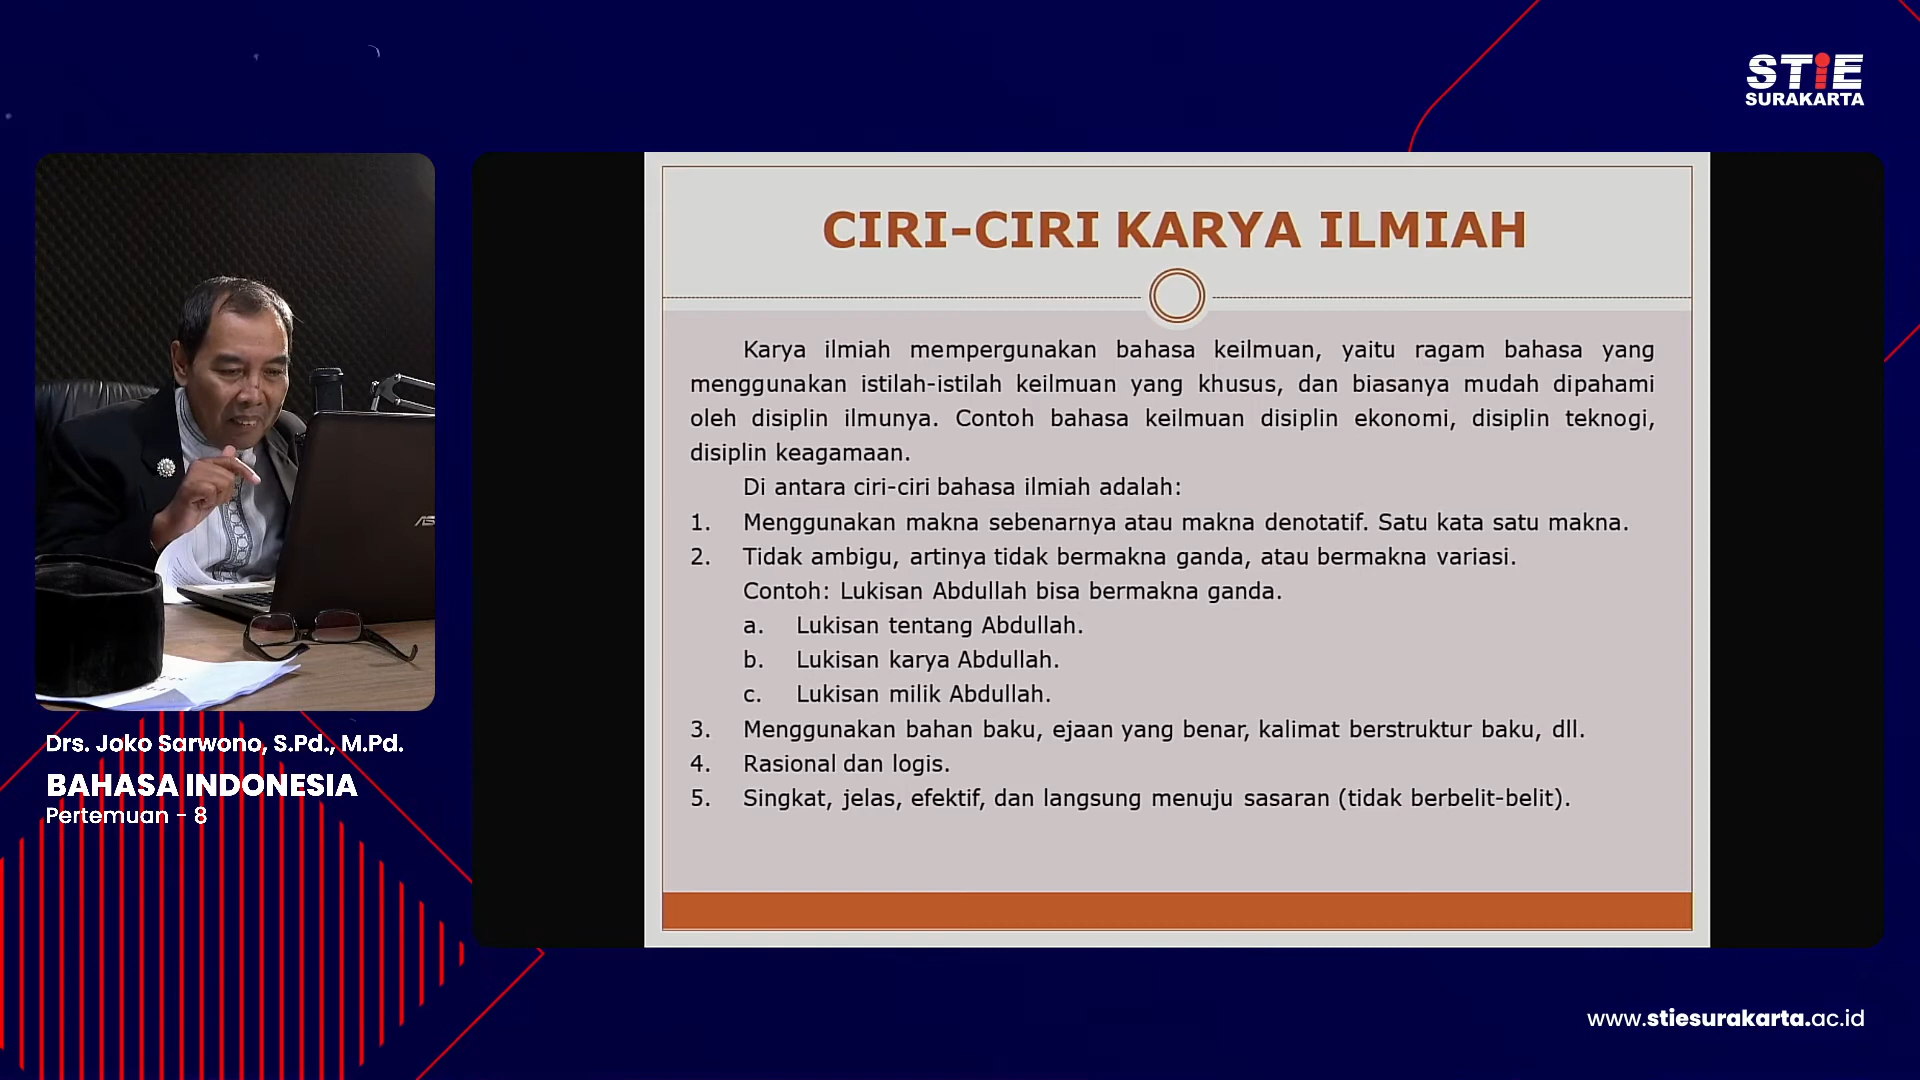 STiE
SURAKARTA
CIRI-CIRI KARYA ILMIAH
Karya ilmiah mempergunakan bahasa keilmuan, yaitu ragam bahasa yang
menggunakan istilah-istilah keilmuan yang khusus, dan biasanya mudah dipahami
oleh disiplin ilmunya. Contoh bahasa keilmuan disiplin ekonomi, disiplin teknogi,
disiplin keagamaan.
Di antara ciri-ciri bahasa ilmiah adalah:
1. Menggunakan makna sebenarnya atau makna denotatif. Satu kata satu makna.
2. Tidak ambigu, artinya tidak bermakna ganda, atau bermakna variasi.
Contoh: Lukisan Abdullah bisa bermakna ganda.
a. Lukisan tentang Abdullah.
b. Lukisan karya Abdullah.
c. Lukisan milik Abdullah.
3. Menggunakan bahan baku, ejaan yang benar, kalimat berstruktur baku, dll.
4. Rasional dan logis.
5. Singkat, jelas, efektif, dan langsung menuju sasaran (tidak berbelit-belit).
Drs. Joko Sarwono, S.Pd., M.Pd.
BAHASA INDONESIA
Pertemuan - 8
www.stiesurakarta.ac.id